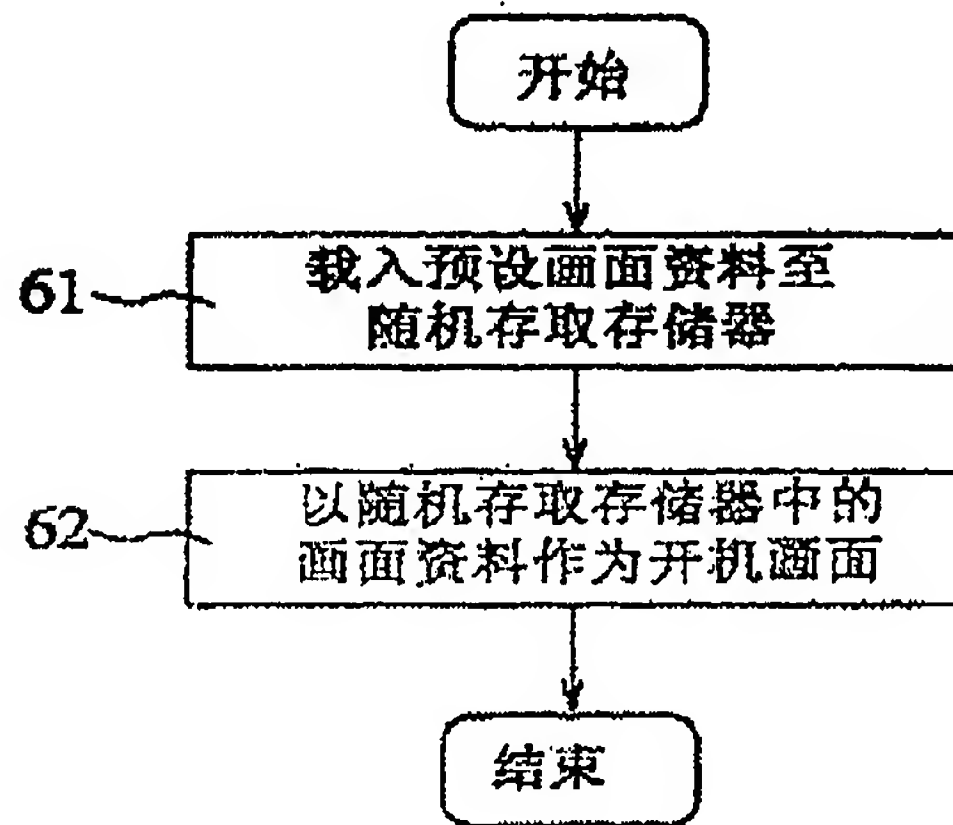 开始
61
载入预设画面资料至
随机存取存储器
62
以随机存取存储器中的
画面资料作为开机画面
结束